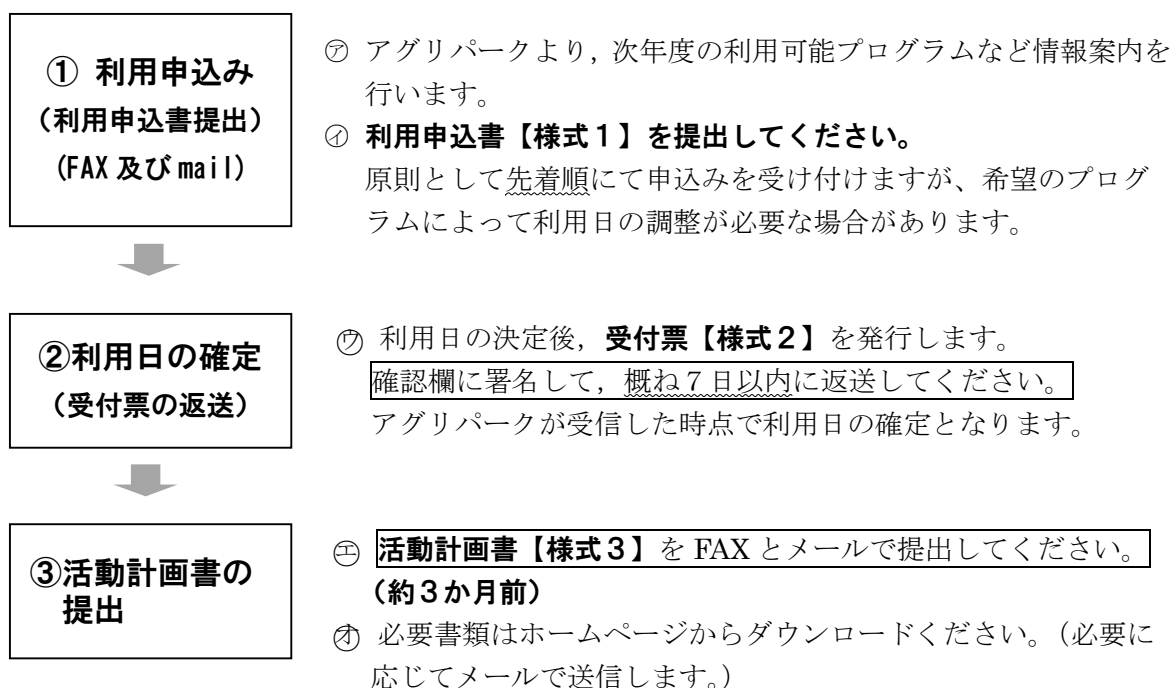 ① 利用申込み
（利用申込書提出）
(FAX 及び mail)
㋐ アグリパークより，次年度の利用可能プログラムなど情報案内を
行います。
㋑ 利用申込書【様式１】を提出してください。
原則として先着順にて申込みを受け付けますが、希望のプログ
ラムによって利用日の調整が必要な場合があります。
②利用日の確定
（受付票の返送）
㋒ 利用日の決定後，受付票【様式２】を発行します。
確認欄に署名して，概ね７日以内に返送してください。
アグリパークが受信した時点で利用日の確定となります。
③活動計画書の
提出
㋓ 活動計画書【様式３】を FAX とメールで提出してください。
（約３か月前）
㋔ 必要書類はホームページからダウンロードください。（必要に
応じてメールで送信します。）